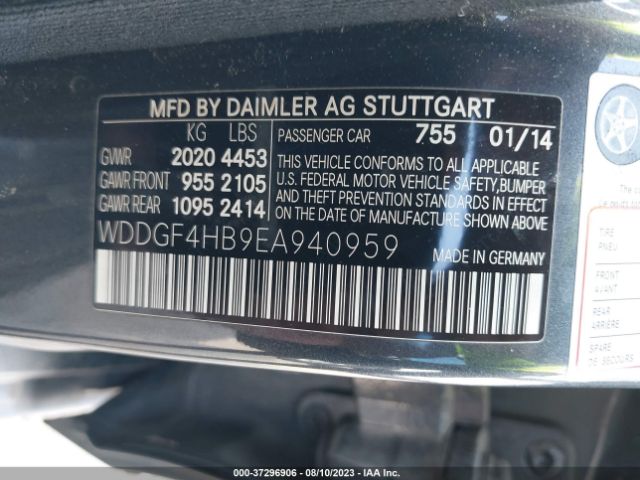 MFD BY DAIMLER AG STUTTGART
KG LBS PASSENGER CAR 755 01/14
GVWR 2020 4453
GAWR FRONT 955 2105
GAWR REAR 1095 2414
THIS VEHICLE CONFORMS TO ALL APPLICABLE
U.S. FEDERAL MOTOR VEHICLE SAFETY, BUMPER
AND THEFT PREVENTION STANDARDS IN EFFECT
ON THE DATE OF MANUFACTURE SHOWN ABOVE
WDDGF4HB9EA940959 MADE IN GERMANY
TIRE
PNEU
FRONT
AVANT
REAR
ARRIÈRE
SPARE
DE SECOURS
000-37296906 - 08/10/2023 - IAA Inc.